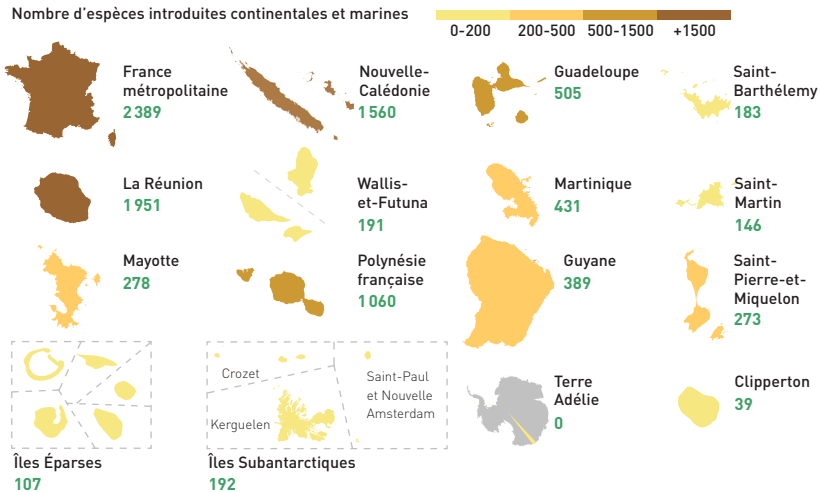 Nombre d'espèces introduites continentales et marines
0-200 200-500 500-1500 +1500
France
métropolitaine
2 389
Nouvelle-
Calédonie
1 560
Guadeloupe
505
Saint-
Barthélemy
183
La Réunion
1 951
Wallis-
et-Futuna
191
Martinique
431
Saint-
Martin
146
Mayotte
278
Polynésie
française
1 060
Guyane
389
Saint-
Pierre-et-
Miquelon
273
Îles Éparses
107
Crozet
Kerguelen
Saint-Paul
et Nouvelle
Amsterdam
Îles Subantarctiques
192
Terre
Adélie
0
Clipperton
39